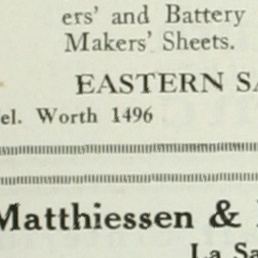 ers' and Battery
Makers' Sheets.
EASTERN SA
el. Worth 1496
Matthiessen &
La Sa